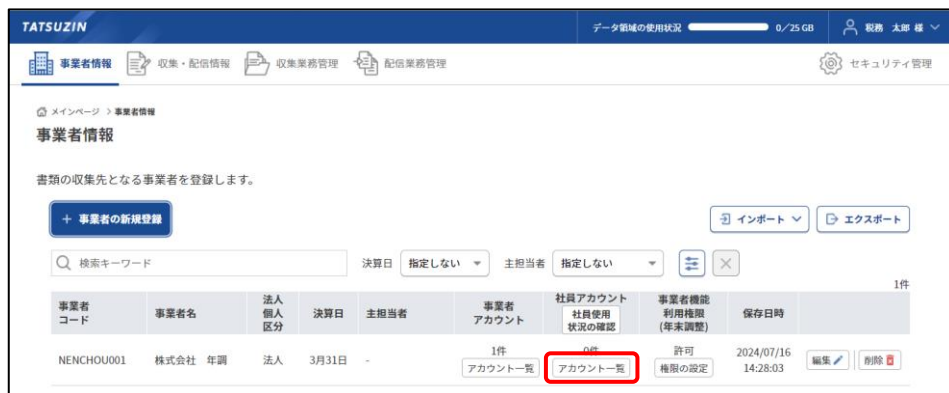 TATSUZIN データ領域の使用状況 0/25 GB 税務 太郎 様
事業者情報 収集・配信情報 収集業務管理 配信業務管理 セキュリティ管理
メインページ > 事業者情報
事業者情報
書類の収集先となる事業者を登録します。
+ 事業者の新規登録 インポート エクスポート
検索キーワード 決算日 指定しない 主担当者 指定しない
1件
事業者コード 事業者名 法人個人区分 決算日 主担当者 事業者アカウント 社員アカウント 社員使用状況の確認 事業者機能利用権限(年末調整) 保存日時
NENCHOU001 株式会社 年調 法人 3月31日 - 1件 アカウント一覧 0件 アカウント一覧 許可 権限の設定 2024/07/16 14:28:03 編集 削除